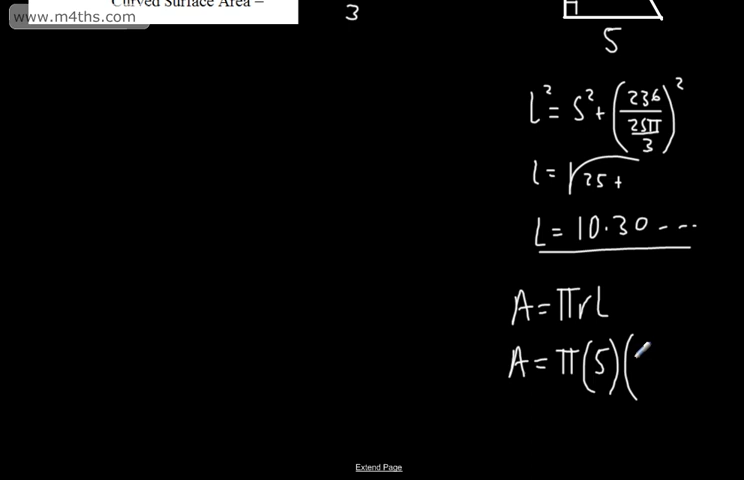 www.m4ths.com
Curved Surface Area =
3
5
L² = 5² + (236/(25π/3))²
L = √25 +
L = 10.30 - - ...
A = πrL
A = π(5)(
Extend Page